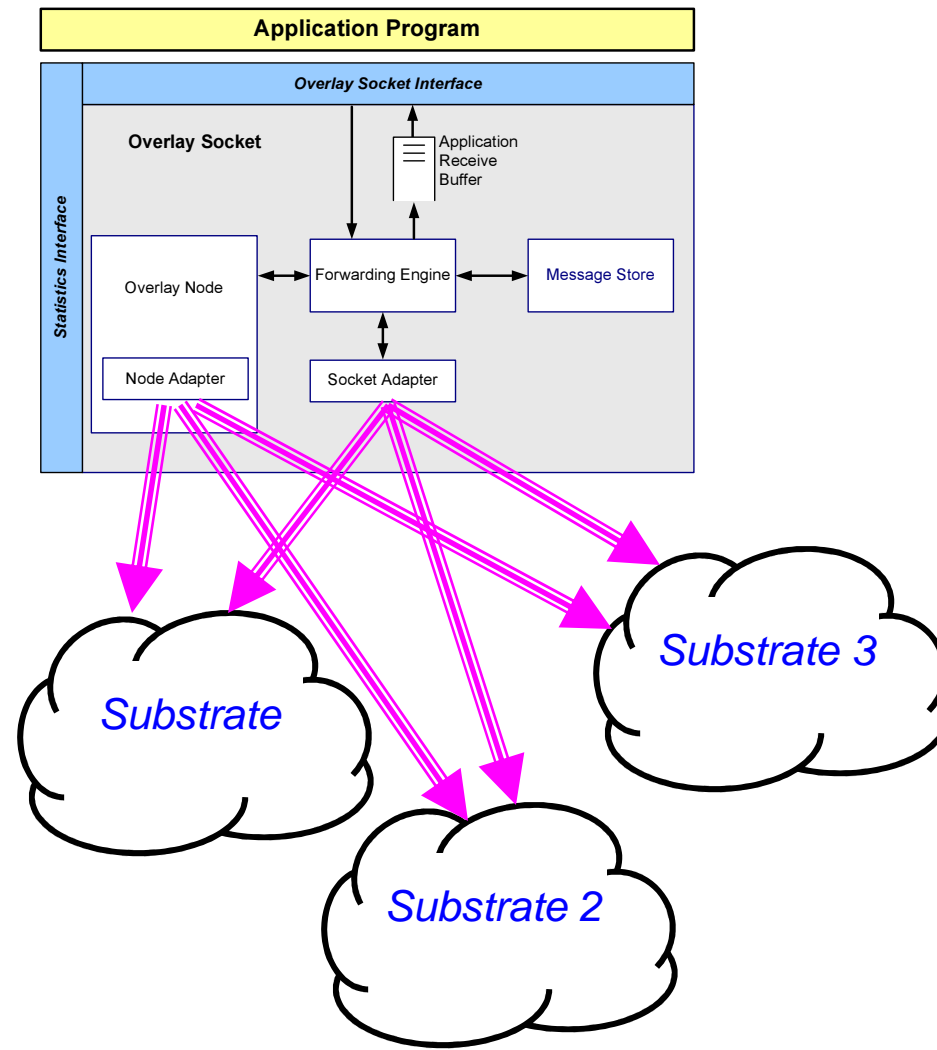 Application Program
Overlay Socket Interface
Statistics Interface
Overlay Socket
Application
Receive
Buffer
Overlay Node
Forwarding Engine
Message Store
Node Adapter
Socket Adapter
Substrate
Substrate 3
Substrate 2